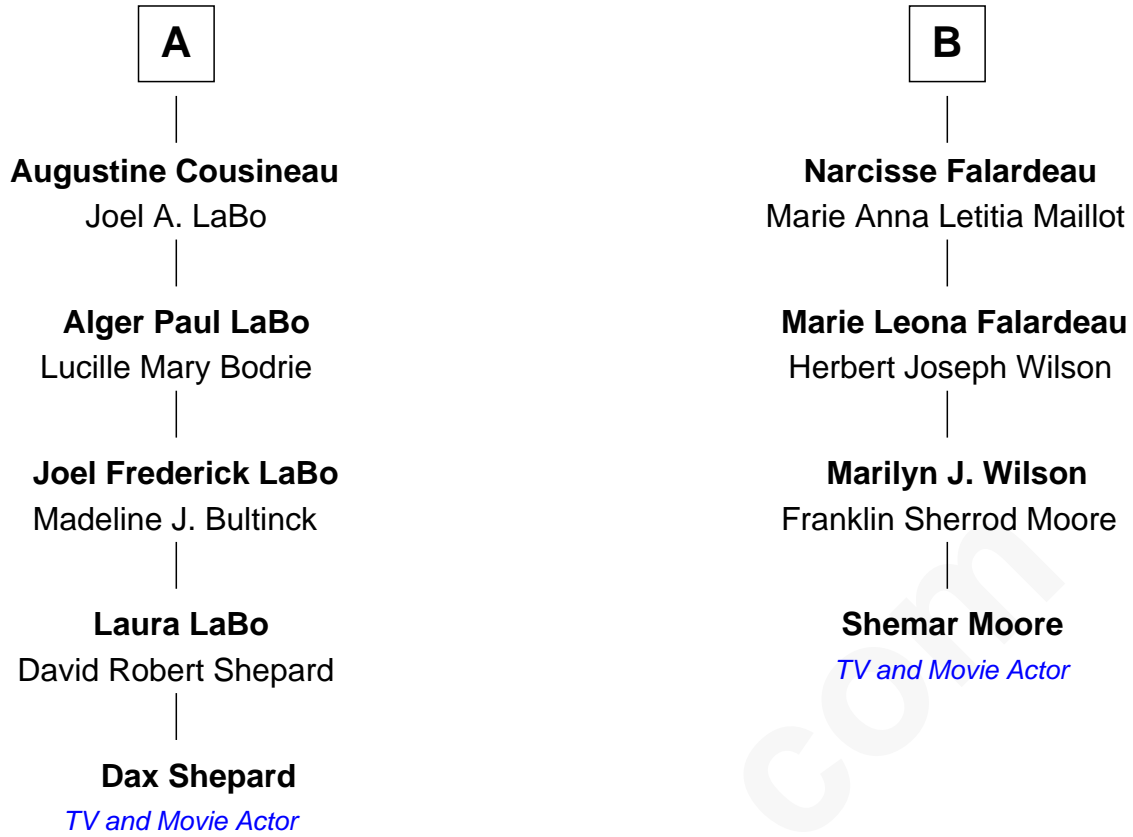 A
Augustine Cousineau
Joel A. LaBo
Alger Paul LaBo
Lucille Mary Bodrie
Joel Frederick LaBo
Madeline J. Bultinck
Laura LaBo
David Robert Shepard
Dax Shepard
TV and Movie Actor
B
Narcisse Falardeau
Marie Anna Letitia Maillot
Marie Leona Falardeau
Herbert Joseph Wilson
Marilyn J. Wilson
Franklin Sherrod Moore
Shemar Moore
TV and Movie Actor
com